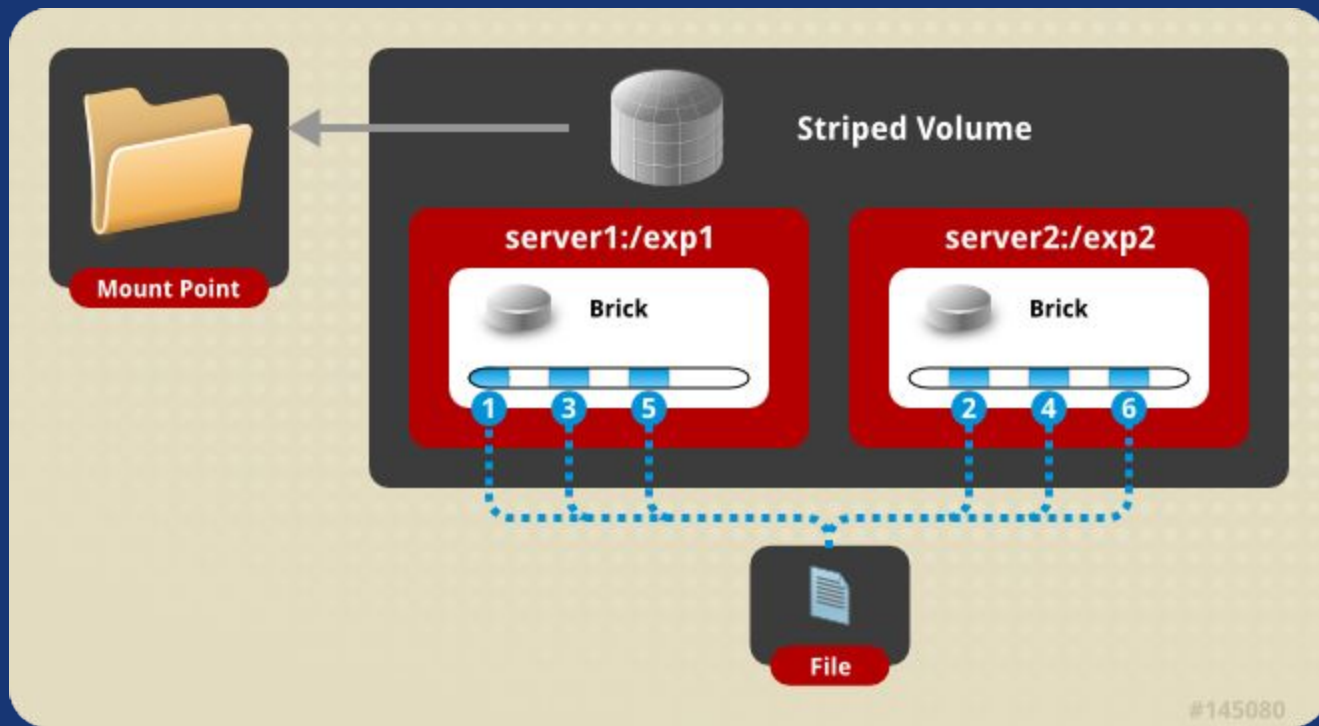 Striped Volume
Mount Point
server1:/exp1
server2:/exp2
Brick
Brick
1 3 5
2 4 6
File
#145080